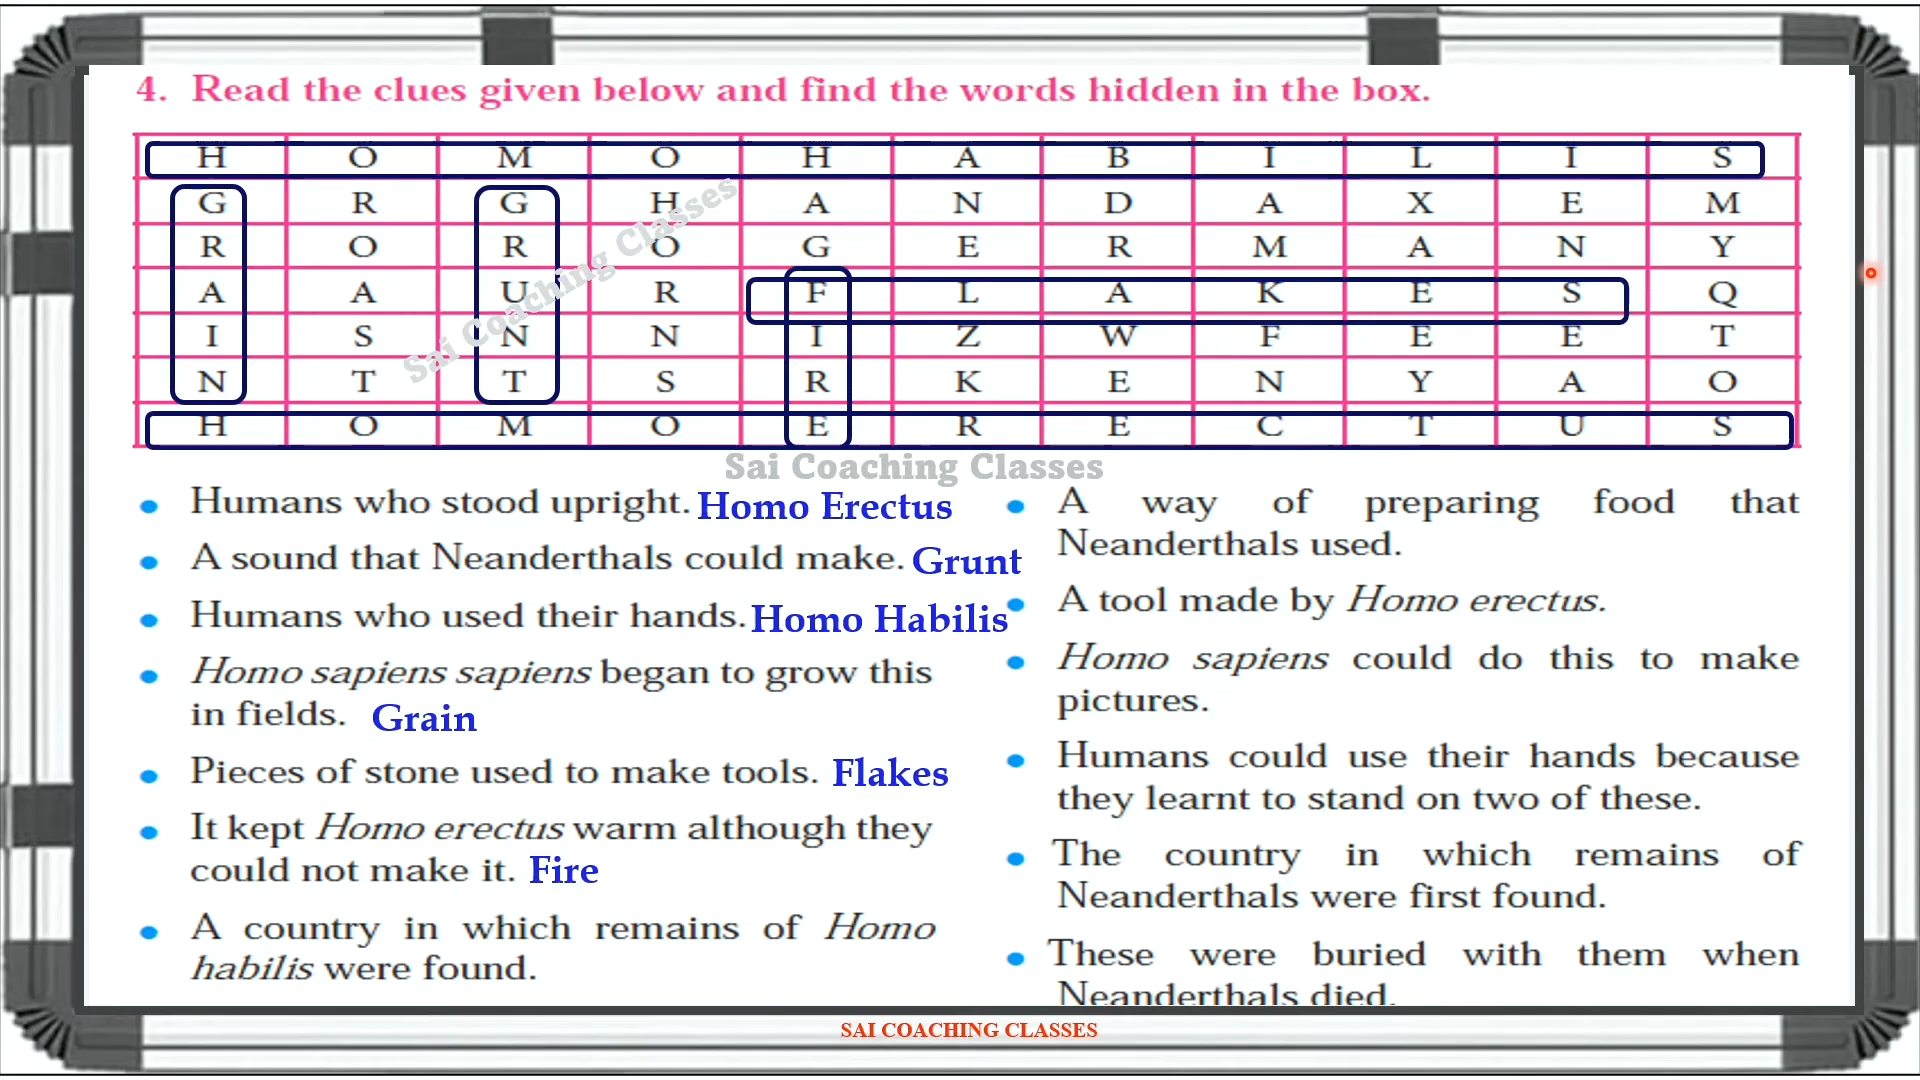 4. Read the clues given below and find the words hidden in the box.
H O M O H A B I L I S
G R G H A N D A X E M
R O R O G E R M A N Y
A A U R F L A K E S Q
I S N N I Z W F E E T
N T T S R K E N Y A O
H O M O E R E C T U S
Sai Coaching Classes
Sai Coaching Classes
• Humans who stood upright. Homo Erectus
• A sound that Neanderthals could make. Grunt
• Humans who used their hands. Homo Habilis
• Homo sapiens sapiens began to grow this
in fields. Grain
• Pieces of stone used to make tools. Flakes
• It kept Homo erectus warm although they
could not make it. Fire
• A country in which remains of Homo
habilis were found.
• A way of preparing food that
Neanderthals used.
• A tool made by Homo erectus.
• Homo sapiens could do this to make
pictures.
• Humans could use their hands because
they learnt to stand on two of these.
• The country in which remains of
Neanderthals were first found.
• These were buried with them when
Neanderthals died.
SAI COACHING CLASSES